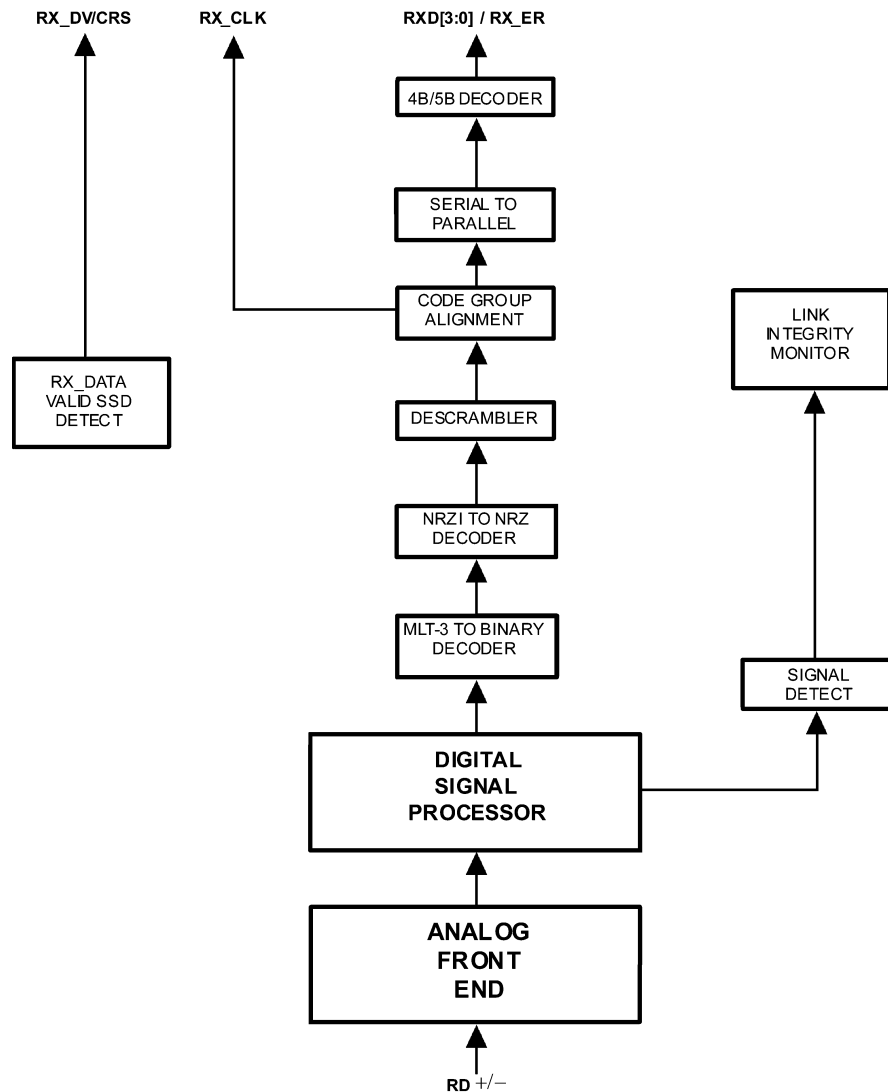 RX_DV/CRS
RX_CLK
RXD[3:0] / RX_ER
4B/5B DECODER
SERIAL TO
PARALLEL
CODE GROUP
ALIGNMENT
LINK
INTEGRITY
MONITOR
RX_DATA
VALID SSD
DETECT
DESCRAMBLER
NRZI TO NRZ
DECODER
MLT-3 TO BINARY
DECODER
SIGNAL
DETECT
DIGITAL
SIGNAL
PROCESSOR
ANALOG
FRONT
END
RD +/−